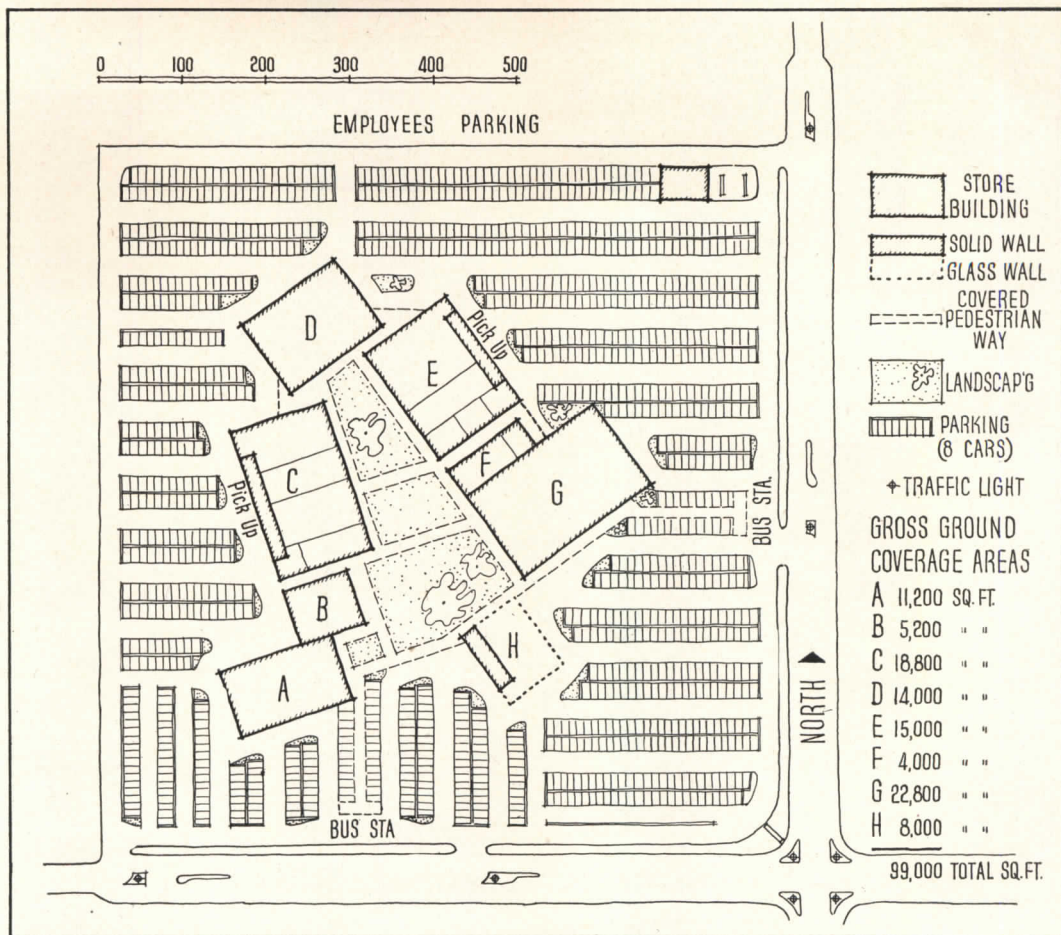 0 100 200 300 400 500
EMPLOYEES PARKING
D
Pick Up
E
C
Pick Up
F
G
B
H
A
BUS STA.
BUS STA
NORTH
STORE
BUILDING
SOLID WALL
GLASS WALL
COVERED
PEDESTRIAN
WAY
LANDSCAP'G
PARKING
(8 CARS)
TRAFFIC LIGHT
GROSS GROUND
COVERAGE AREAS
A 11,200 SQ. FT.
B 5,200 " "
C 18,800 " "
D 14,000 " "
E 15,000 " "
F 4,000 " "
G 22,800 " "
H 8,000 " "
99,000 TOTAL SQ. FT.